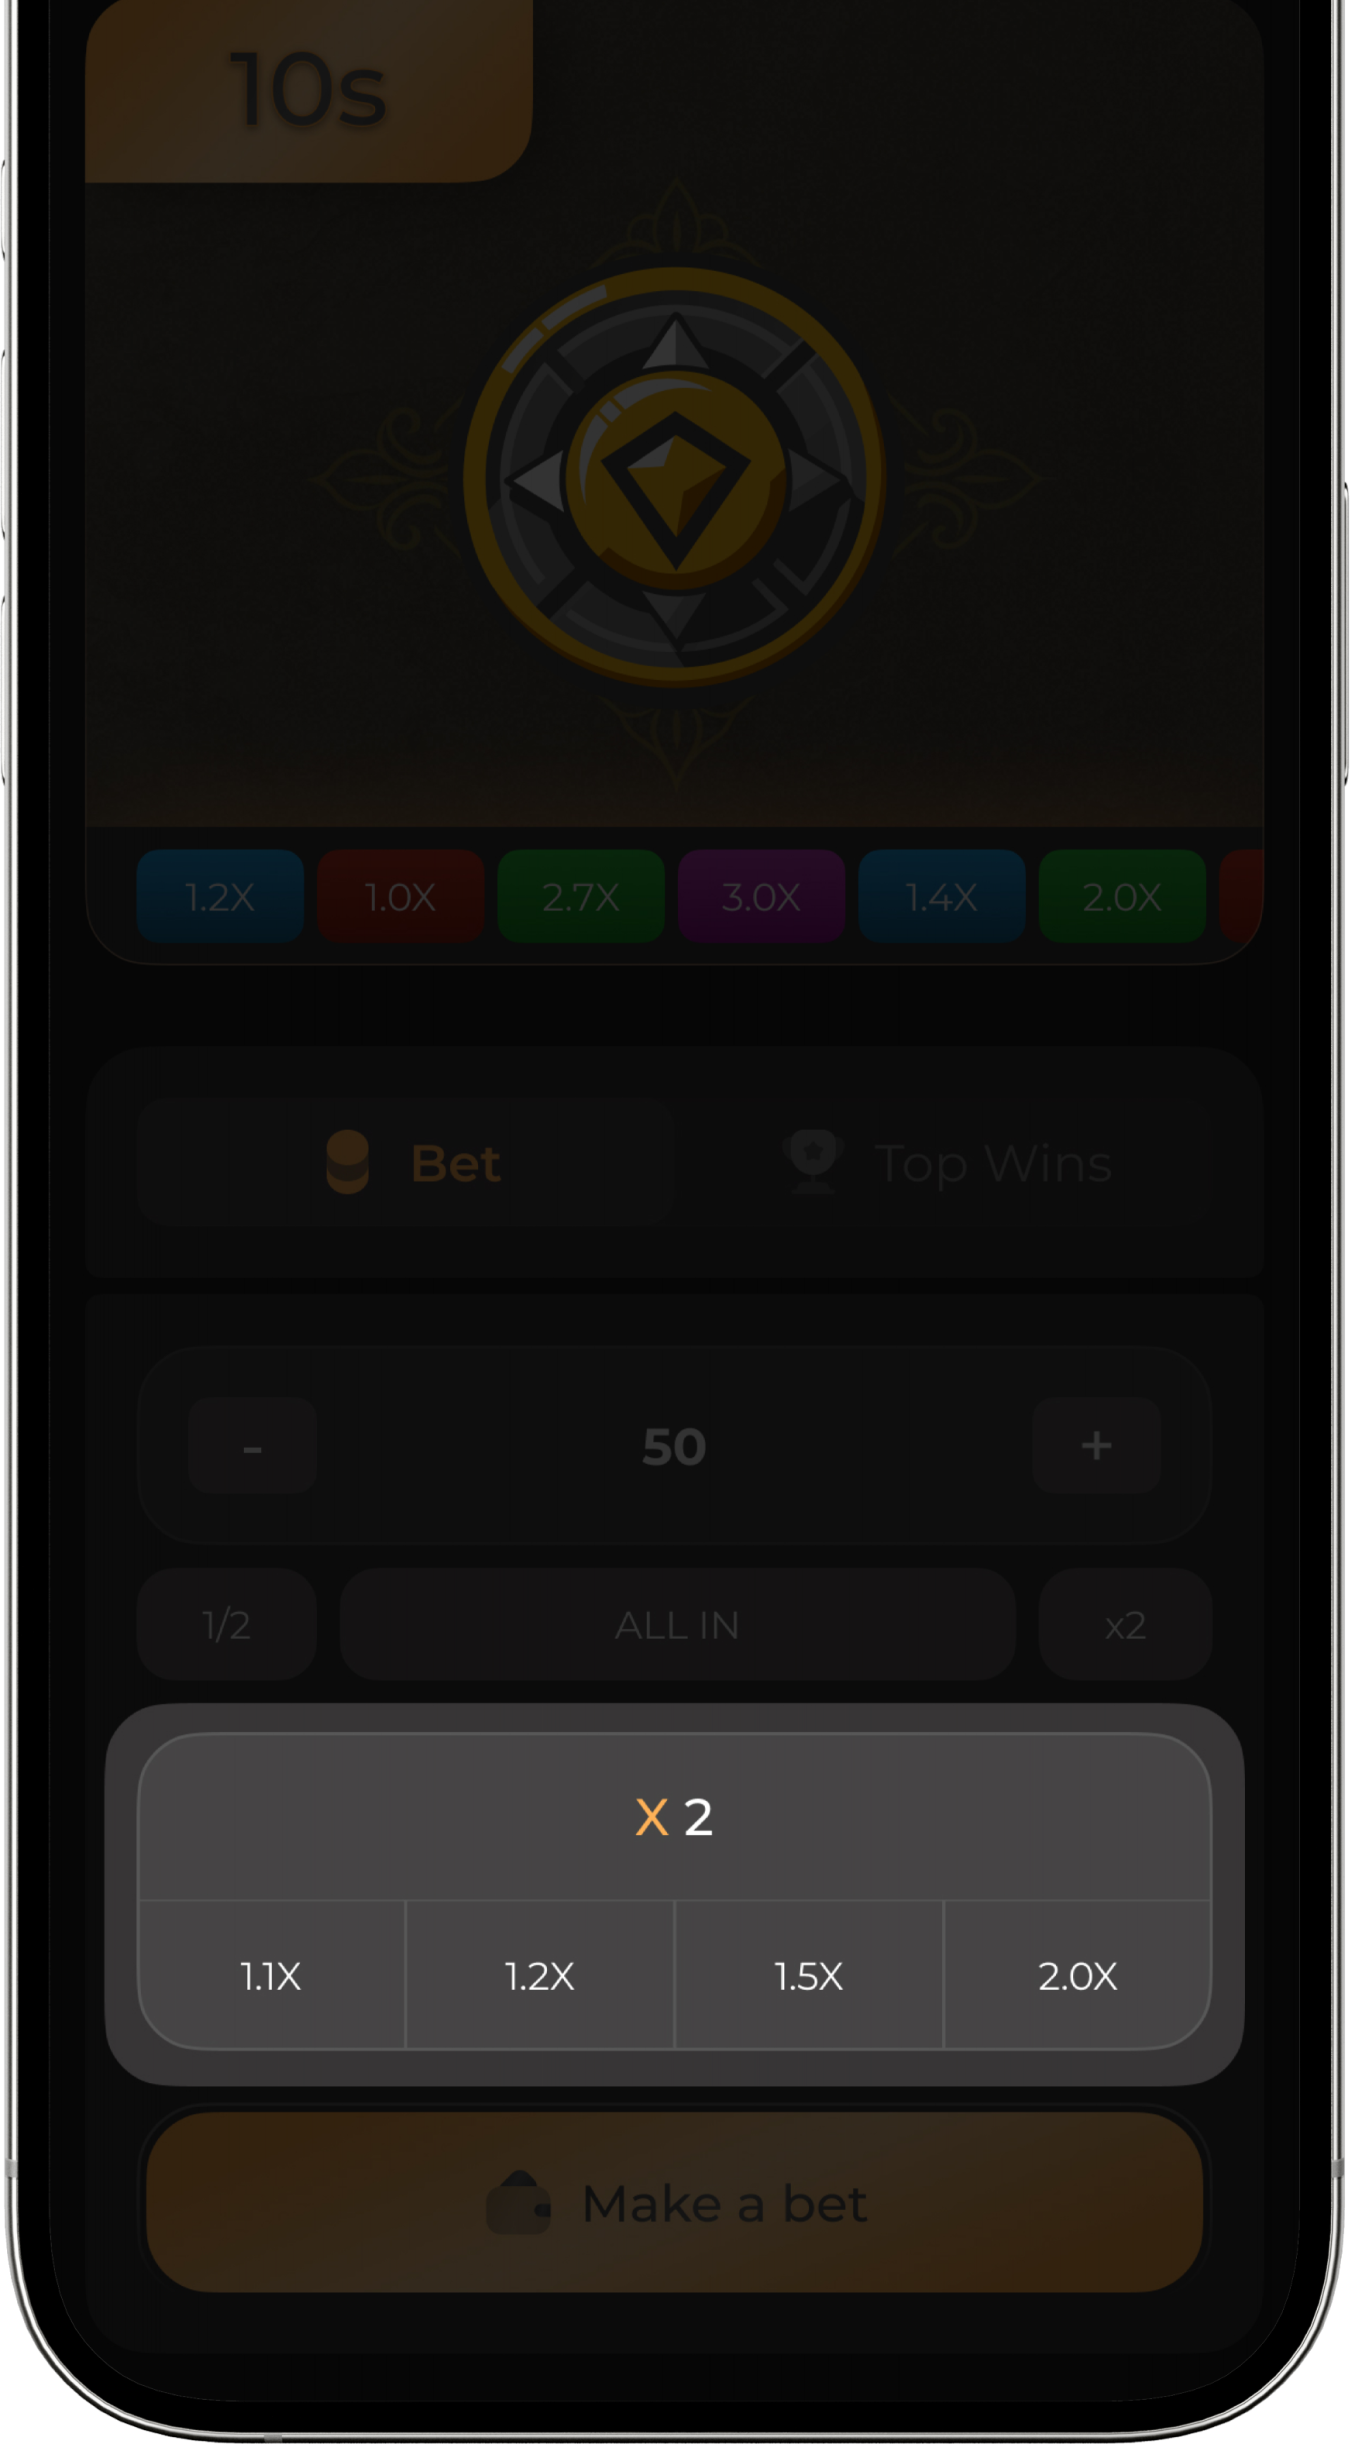 10s
1.2X 1.0X 2.7X 3.0X 1.4X 2.0X
Bet Top Wins
- 50 +
1/2 ALL IN x2
X 2
1.1X 1.2X 1.5X 2.0X
Make a bet